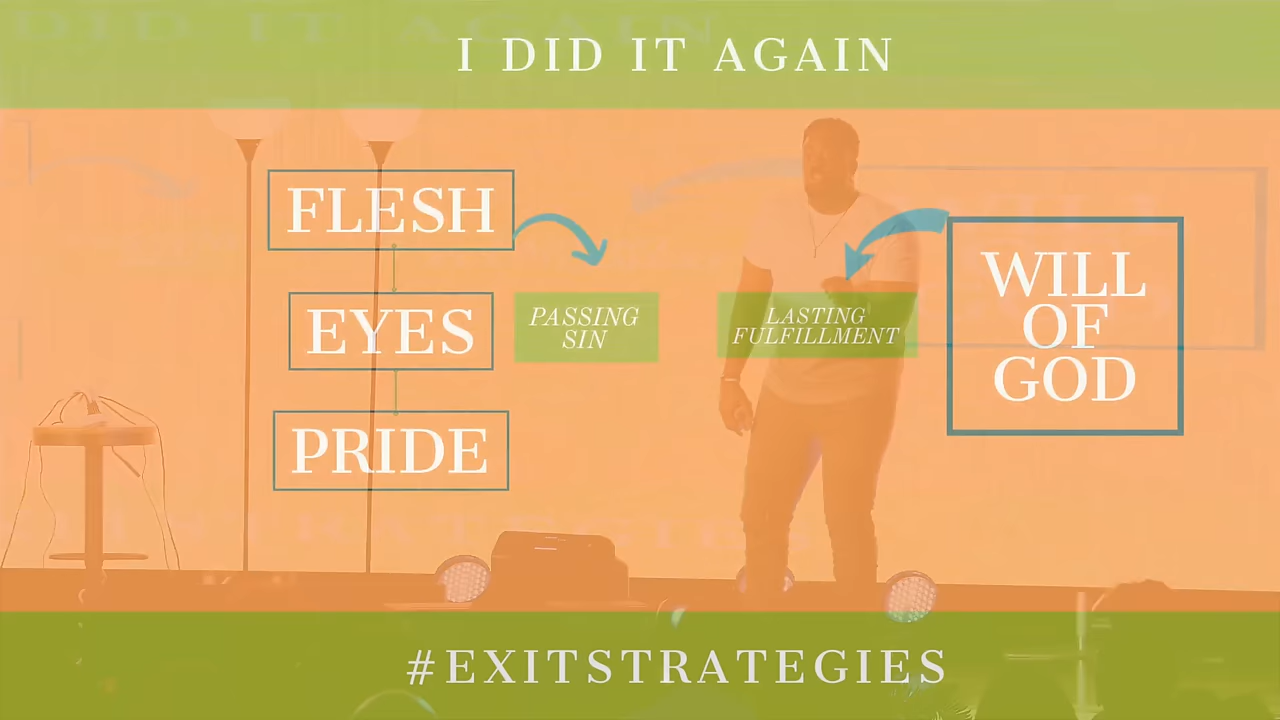 I DID IT AGAIN
FLESH
EYES
PRIDE
PASSING
SIN
LASTING
FULFILLMENT
WILL
OF
GOD
#EXITSTRATEGIES